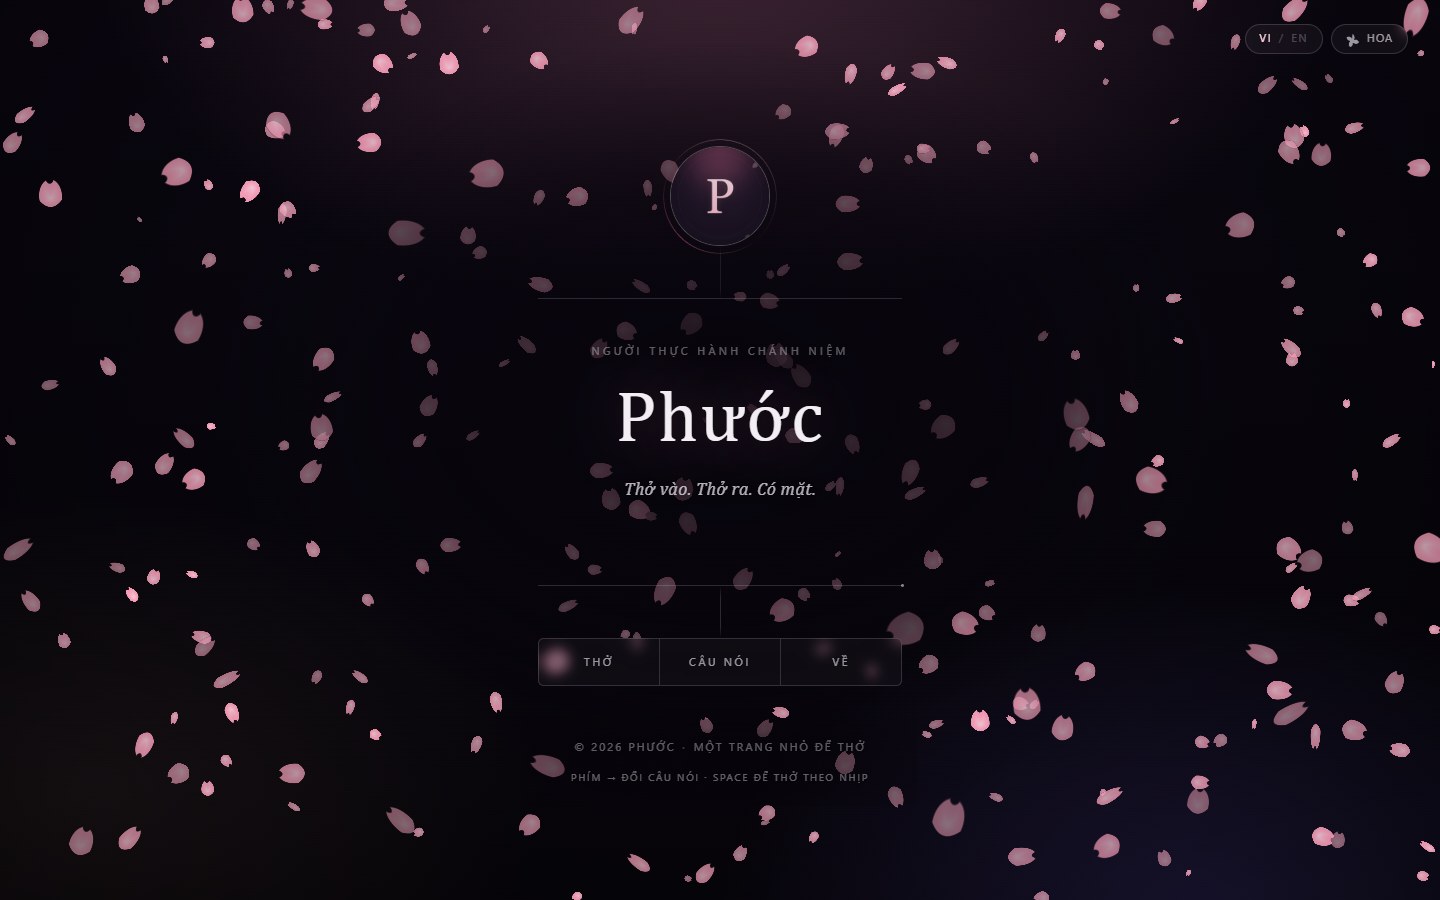 VI / EN
HOA
P
NGƯỜI THỰC HÀNH CHÁNH NIỆM
Phước
Thở vào. Thở ra. Có mặt.
THỞ
CÂU NÓI
VỀ
© 2026 PHƯỚC · MỘT TRANG NHỎ ĐỂ THỞ
PHÍM → ĐỔI CÂU NÓI · SPACE ĐỂ THỞ THEO NHỊP